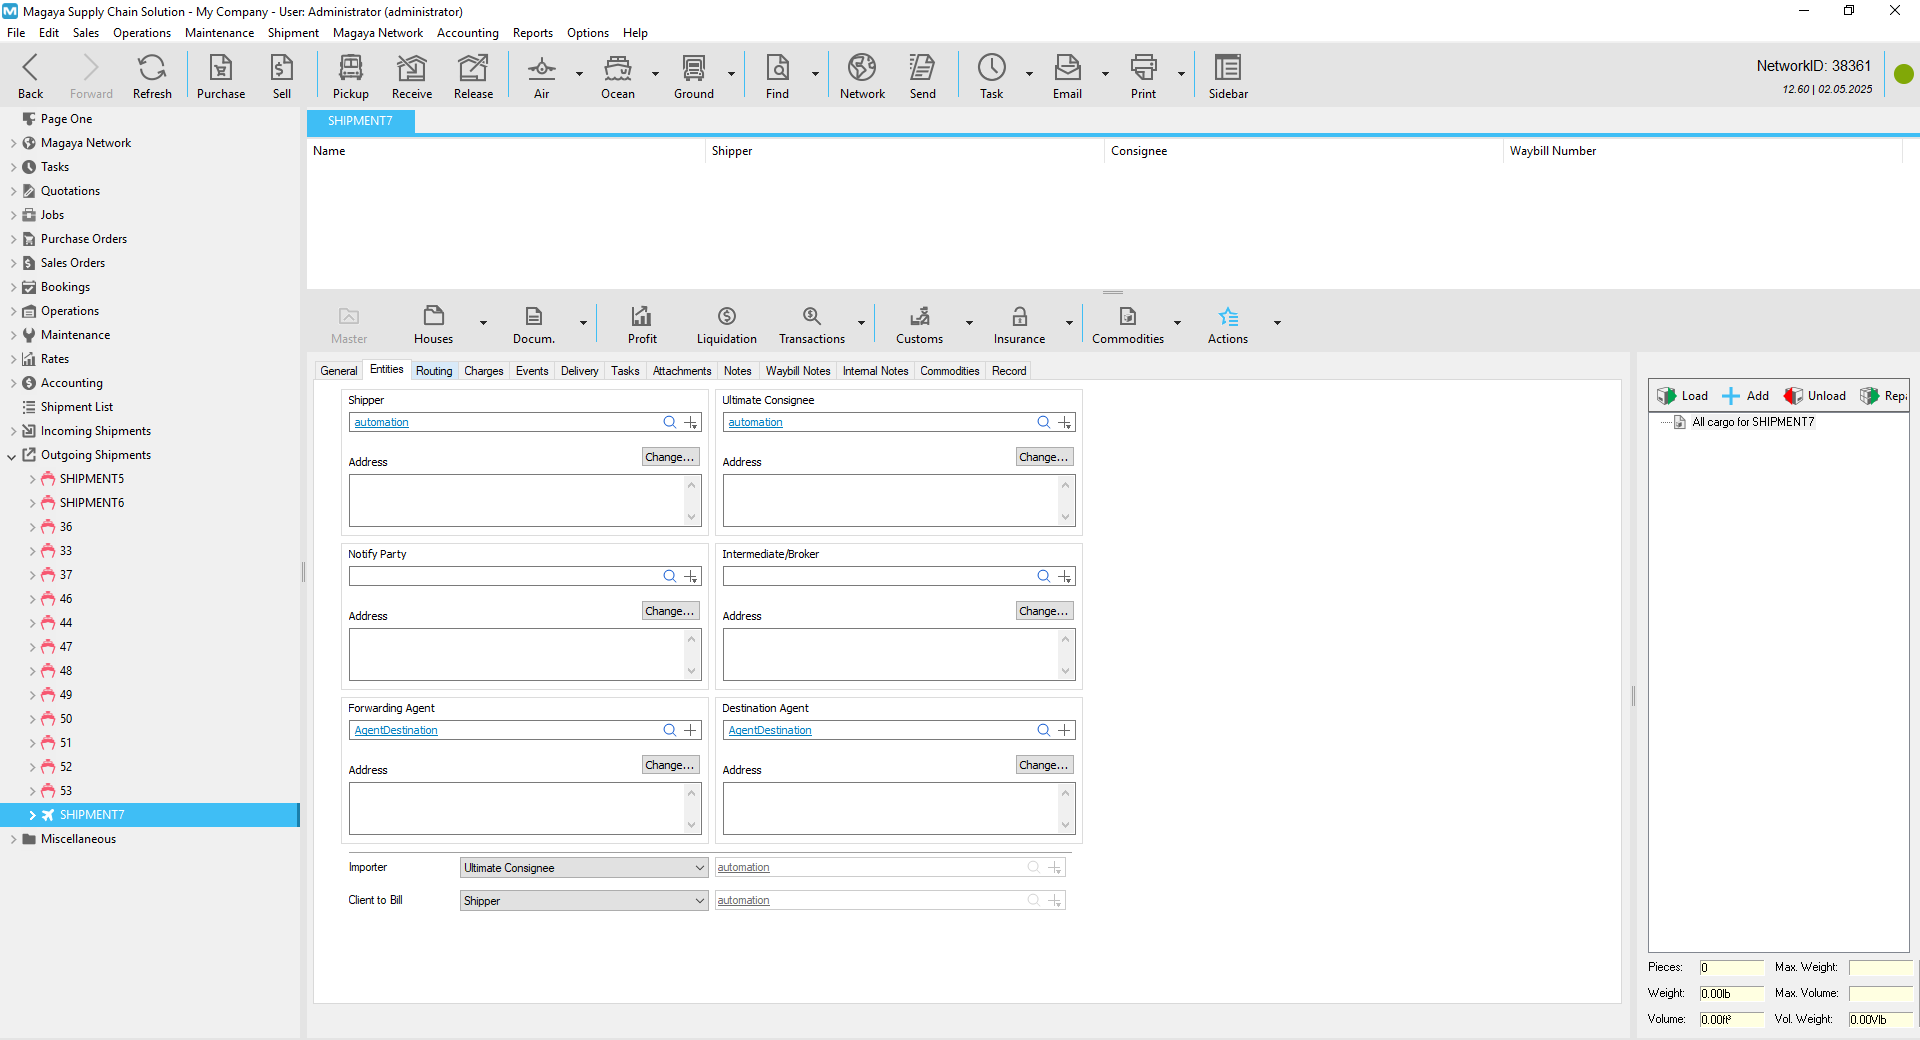 Magaya Supply Chain Solution - My Company - User: Administrator (administrator)
File Edit Sales Operations Maintenance Shipment Magaya Network Accounting Reports Options Help
Back Forward Refresh Purchase Sell Pickup Receive Release Air Ocean Ground Find Network Send Task Email Print Sidebar
NetworkID: 38361
12.60 | 02.05.2025
Page One
Magaya Network
Tasks
Quotations
Jobs
Purchase Orders
Sales Orders
Bookings
Operations
Maintenance
Rates
Accounting
Shipment List
Incoming Shipments
Outgoing Shipments
SHIPMENT5
SHIPMENT6
36
33
37
46
44
47
48
49
50
51
52
53
SHIPMENT7
Miscellaneous
SHIPMENT7
Name Shipper Consignee Waybill Number
Master Houses Docum. Profit Liquidation Transactions Customs Insurance Commodities Actions
General Entities Routing Charges Events Delivery Tasks Attachments Notes Waybill Notes Internal Notes Commodities Record
Shipper Ultimate Consignee
automation automation
Change... Change...
Address Address
Notify Party Intermediate/Broker
Change... Change...
Address Address
Forwarding Agent Destination Agent
AgentDestination AgentDestination
Change... Change...
Address Address
Importer Ultimate Consignee automation
Client to Bill Shipper automation
Load Add Unload Repa
All cargo for SHIPMENT7
Pieces: 0 Max. Weight:
Weight: 0.00lb Max. Volume:
Volume: 0.00ft³ Vol. Weight: 0.00Vlb